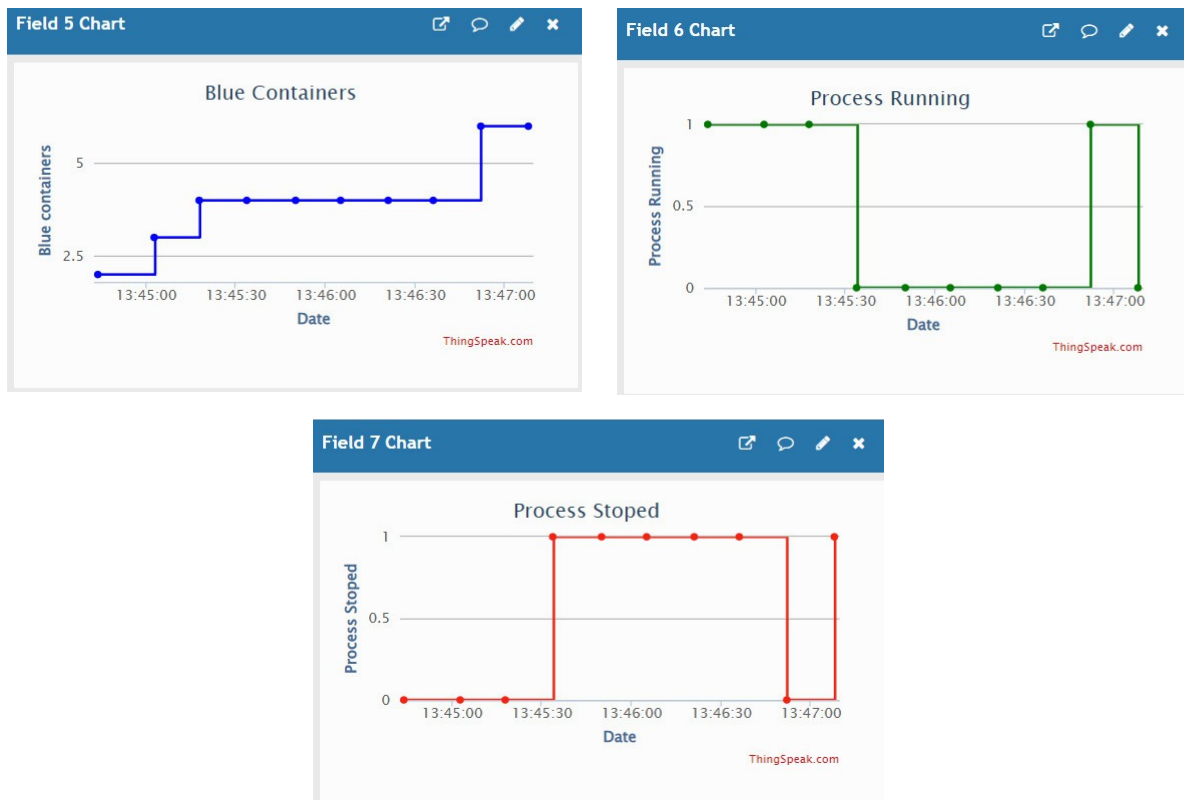 Field 5 Chart
Blue Containers
Blue containers
5
2.5
13:45:00 13:45:30 13:46:00 13:46:30 13:47:00
Date
ThingSpeak.com
Field 6 Chart
Process Running
Process Running
1
0.5
0
13:45:00 13:45:30 13:46:00 13:46:30 13:47:00
Date
ThingSpeak.com
Field 7 Chart
Process Stoped
Process Stoped
1
0.5
0
13:45:00 13:45:30 13:46:00 13:46:30 13:47:00
Date
ThingSpeak.com